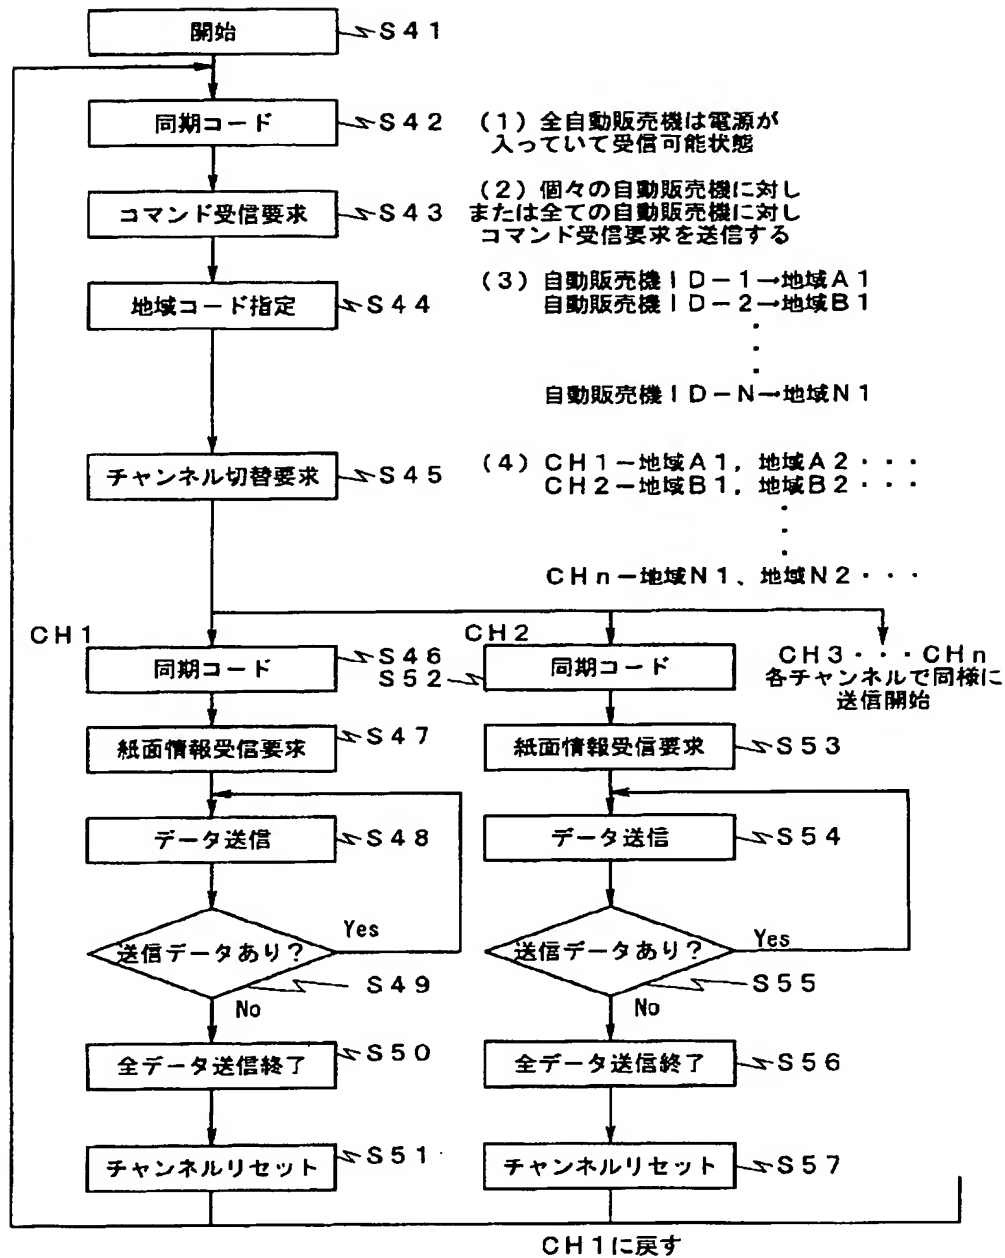 開始 S41
同期コード S42
(1)全自動販売機は電源が
入っていて受信可能状態
コマンド受信要求 S43
(2)個々の自動販売機に対し
または全ての自動販売機に対し
コマンド受信要求を送信する
地域コード指定 S44
(3)自動販売機ID-1→地域A1
自動販売機ID-2→地域B1
・
・
・
自動販売機ID-N→地域N1
チャンネル切替要求 S45
(4)CH1-地域A1,地域A2・・・
CH2-地域B1,地域B2・・・
・
・
・
CHn-地域N1、地域N2・・・
CH1
同期コード S46
紙面情報受信要求 S47
データ送信 S48
送信データあり? Yes
S49
No
全データ送信終了 S50
チャンネルリセット S51
CH2
S52 同期コード
紙面情報受信要求 S53
データ送信 S54
送信データあり? Yes
S55
No
全データ送信終了 S56
チャンネルリセット S57
CH3・・・CHn
各チャンネルで同様に
送信開始
CH1に戻す